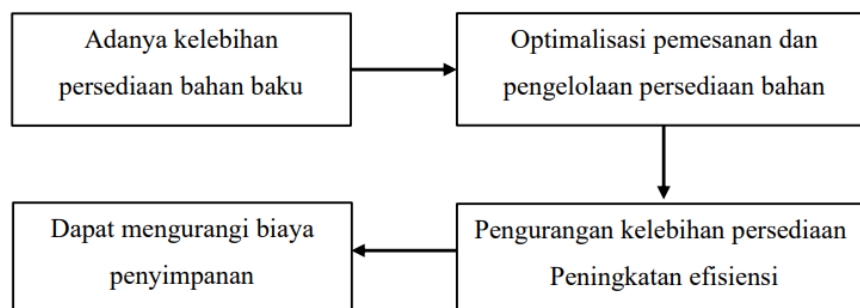 Adanya kelebihan
persediaan bahan baku
Optimalisasi pemesanan dan
pengelolaan persediaan bahan
Pengurangan kelebihan persediaan
Peningkatan efisiensi
Dapat mengurangi biaya
penyimpanan